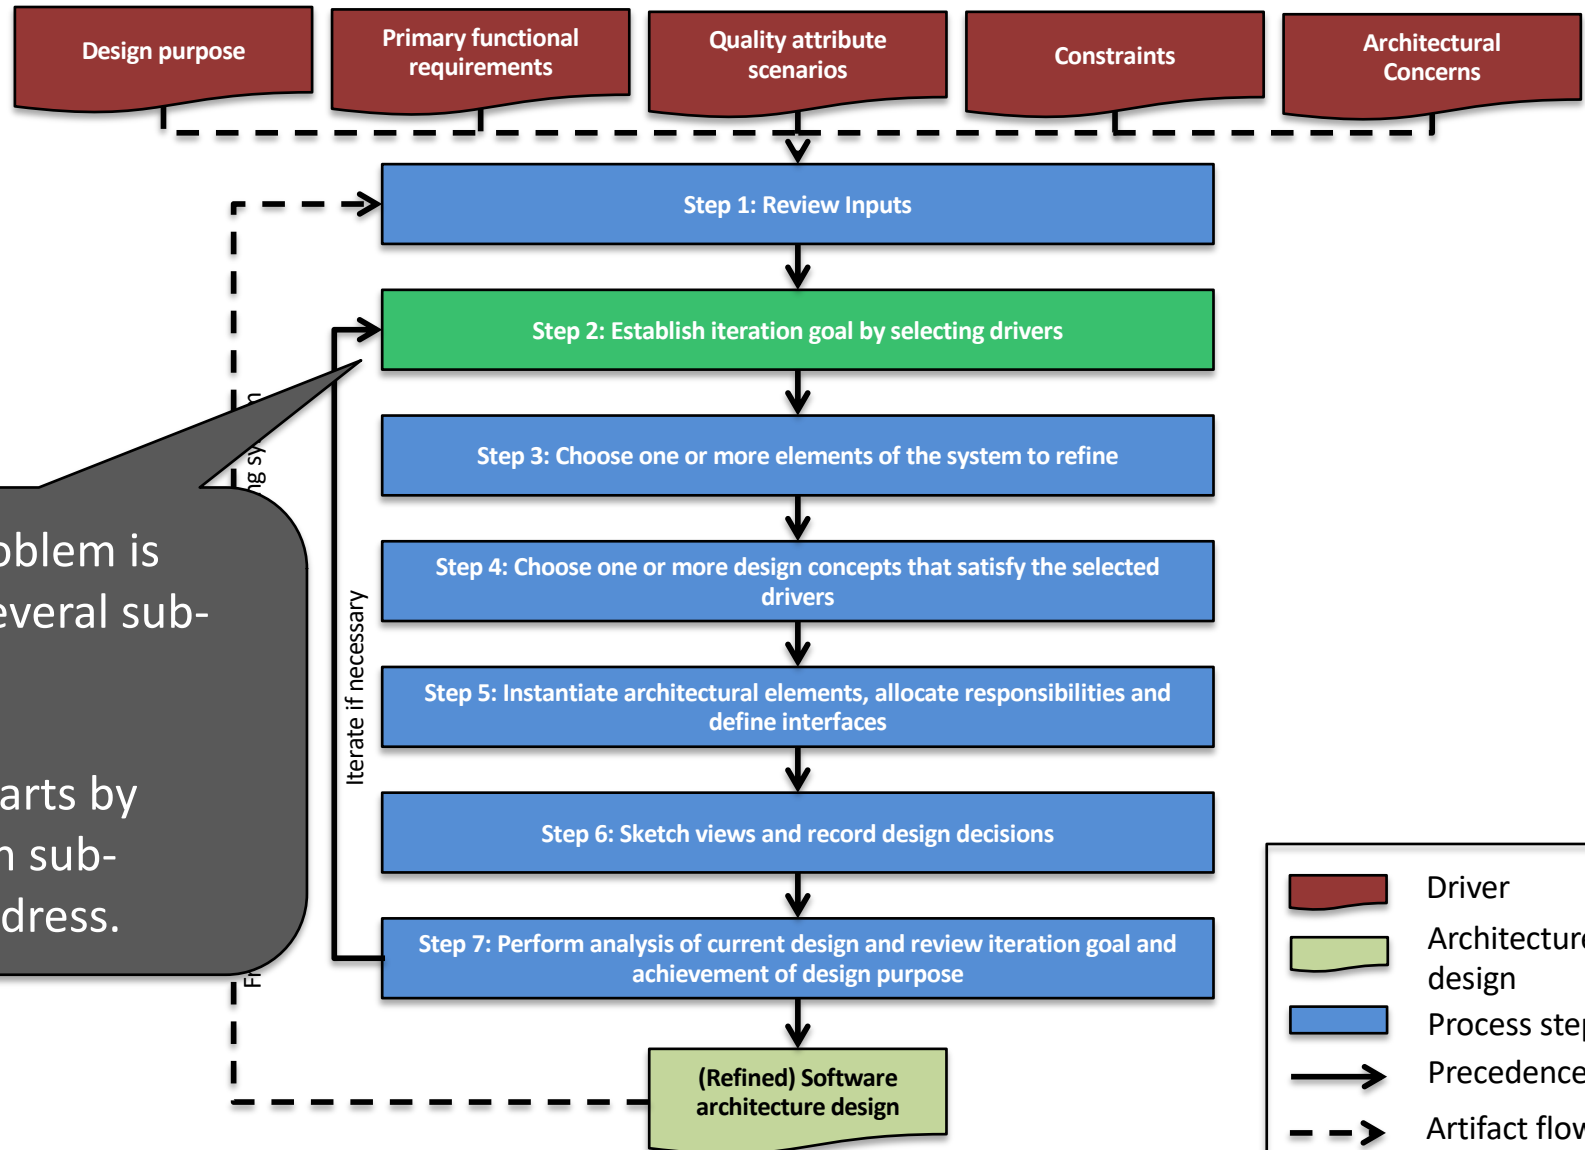 Design purpose
Primary functional
requirements
Quality attribute
scenarios
Constraints
Architectural
Concerns
Step 1: Review Inputs
Step 2: Establish iteration goal by selecting drivers
Step 3: Choose one or more elements of the system to refine
Step 4: Choose one or more design concepts that satisfy the selected
drivers
Step 5: Instantiate architectural elements, allocate responsibilities and
define interfaces
Step 6: Sketch views and record design decisions
Step 7: Perform analysis of current design and review iteration goal and
achievement of design purpose
(Refined) Software
architecture design
Iterate if necessary
oblem is
everal sub-
arts by
sub-
dress.
Driver
Architecture
design
Process step
Precedence
Artifact flow